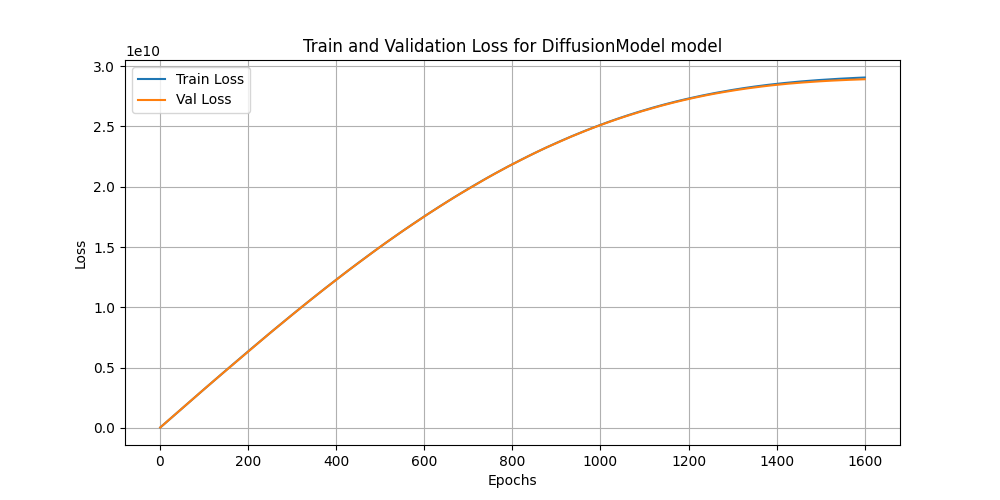 Train and Validation Loss for DiffusionModel model
1e10
Train Loss
Val Loss
3.0
2.5
2.0
1.5
1.0
0.5
0.0
Loss
0 200 400 600 800 1000 1200 1400 1600
Epochs